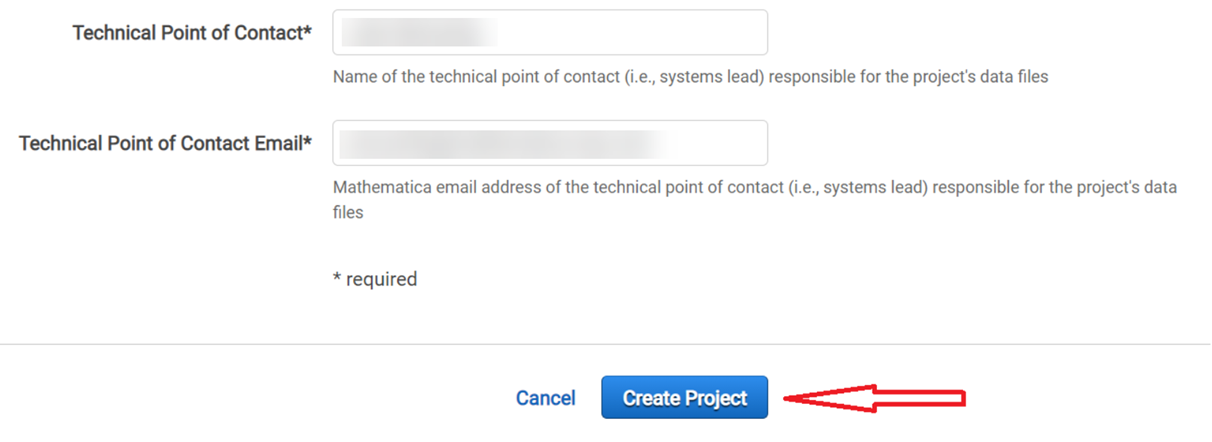 Technical Point of Contact*
Name of the technical point of contact (i.e., systems lead) responsible for the project's data files
Technical Point of Contact Email*
Mathematica email address of the technical point of contact (i.e., systems lead) responsible for the project's data
files
* required
Cancel
Create Project